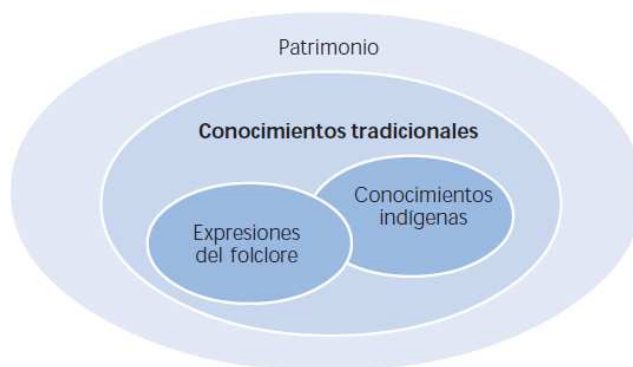 Patrimonio
Conocimientos tradicionales
Conocimientos
indígenas
Expresiones
del folclore